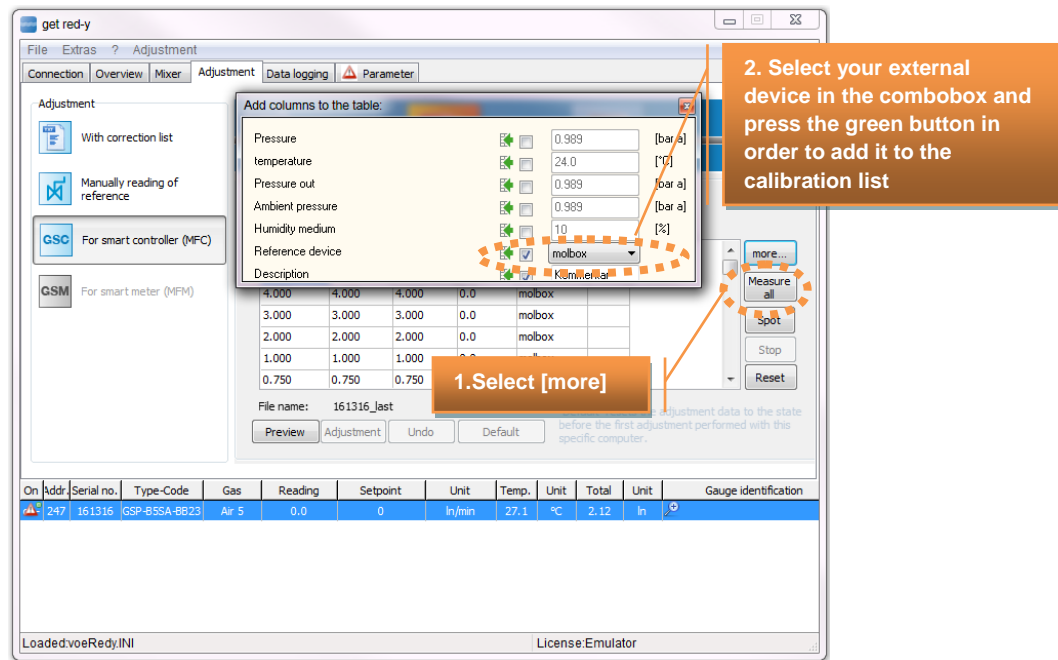 get red-y
File Extras ? Adjustment
Connection Overview Mixer Adjustment Data logging Parameter
2. Select your external
device in the combobox and
press the green button in
order to add it to the
calibration list
Adjustment
With correction list
Manually reading of
reference
GSC For smart controller (MFC)
GSM For smart meter (MFM)
Add columns to the table:
Pressure 0.989 [bar a]
temperature 24.0 [°C]
Pressure out 0.989 [bar a]
Ambient pressure 0.989 [bar a]
Humidity medium 10 [%]
Reference device molbox
Description Kommentar
more...
Measure
all
Spot
Stop
Reset
4.000 4.000 4.000 0.0 molbox
3.000 3.000 3.000 0.0 molbox
2.000 2.000 2.000 0.0 molbox
1.000 1.000 1.000
0.750 0.750 0.750
1.Select [more]
File name: 161316_last
adjustment data to the state
before the first adjustment performed with this
specific computer.
Preview Adjustment Undo Default
On Addr. Serial no. Type-Code Gas Reading Setpoint Unit Temp. Unit Total Unit Gauge identification
247 161316 GSP-B5SA-BB23 Air 5 0.0 0 ln/min 27.1 °C 2.12 ln
Loaded:voeRedy.INI License:Emulator